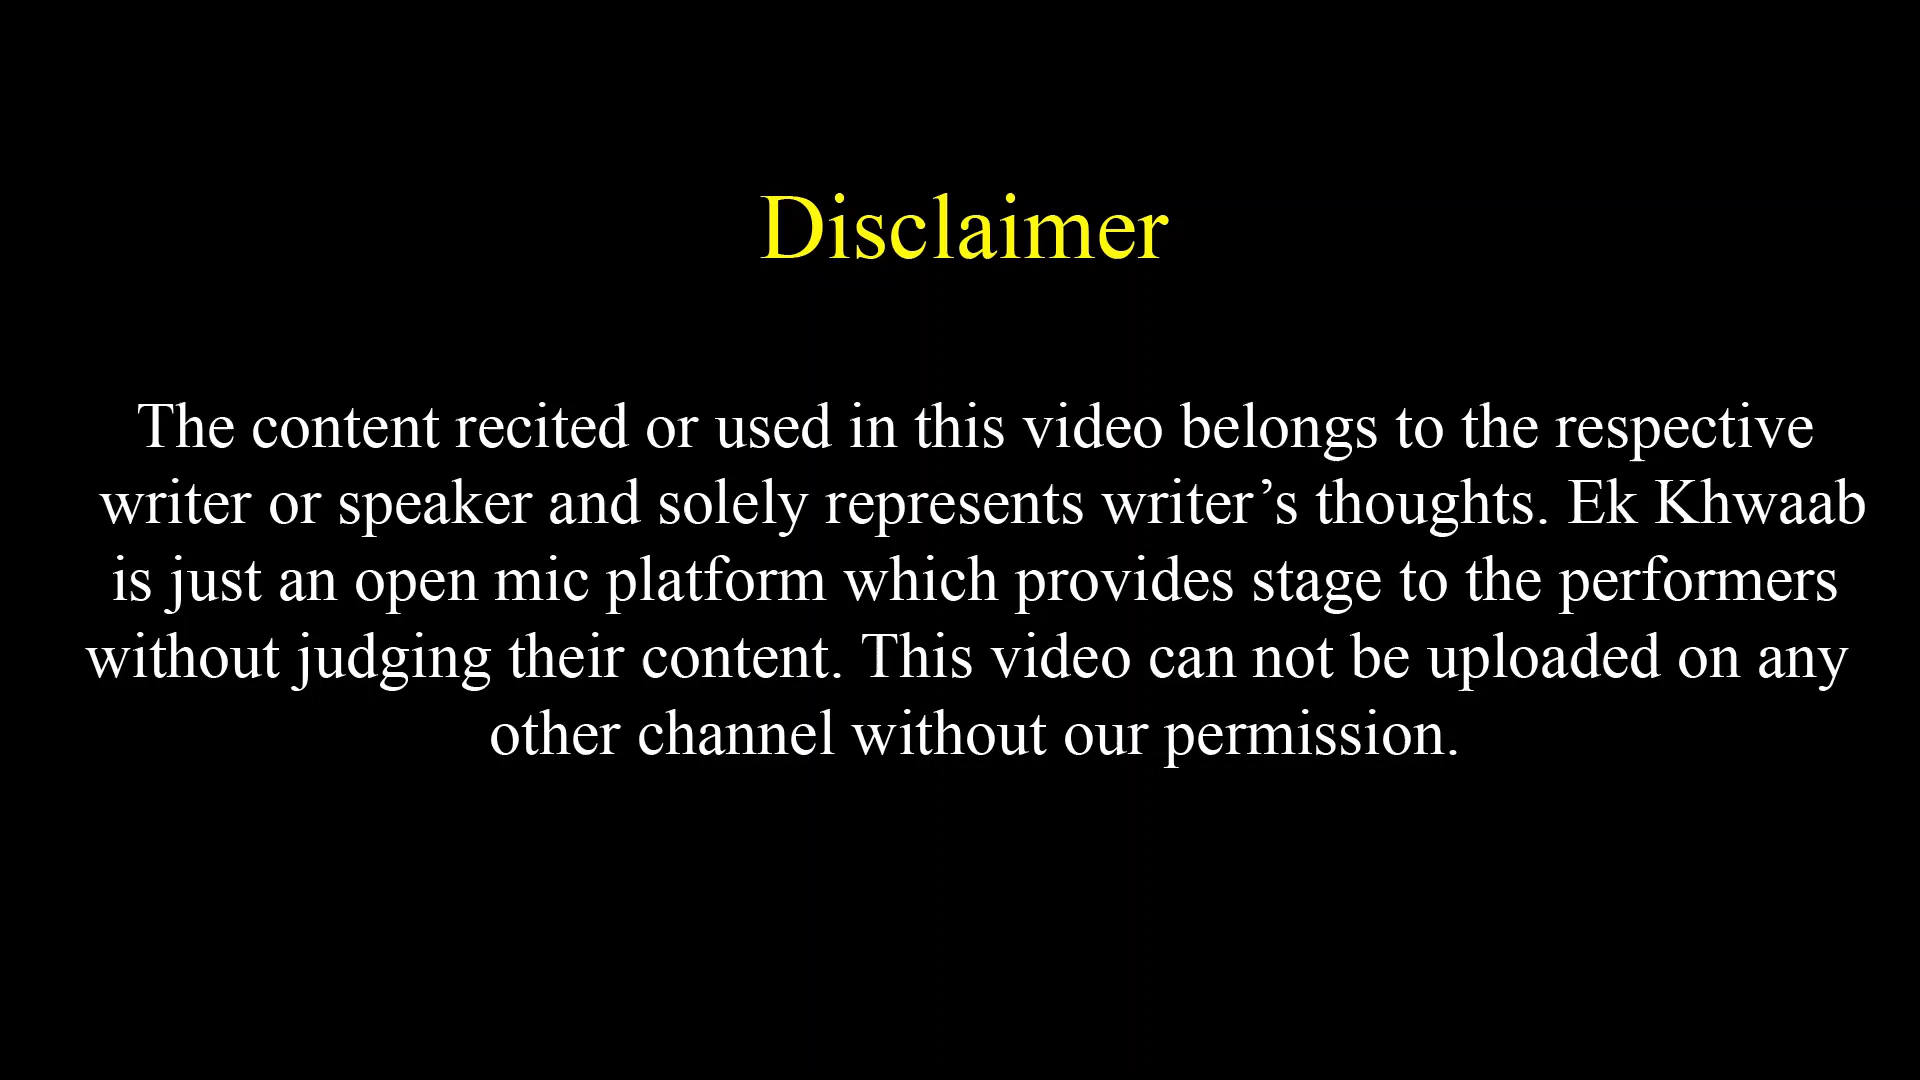 Disclaimer
The content recited or used in this video belongs to the respective
writer or speaker and solely represents writer’s thoughts. Ek Khwaab
is just an open mic platform which provides stage to the performers
without judging their content. This video can not be uploaded on any
other channel without our permission.